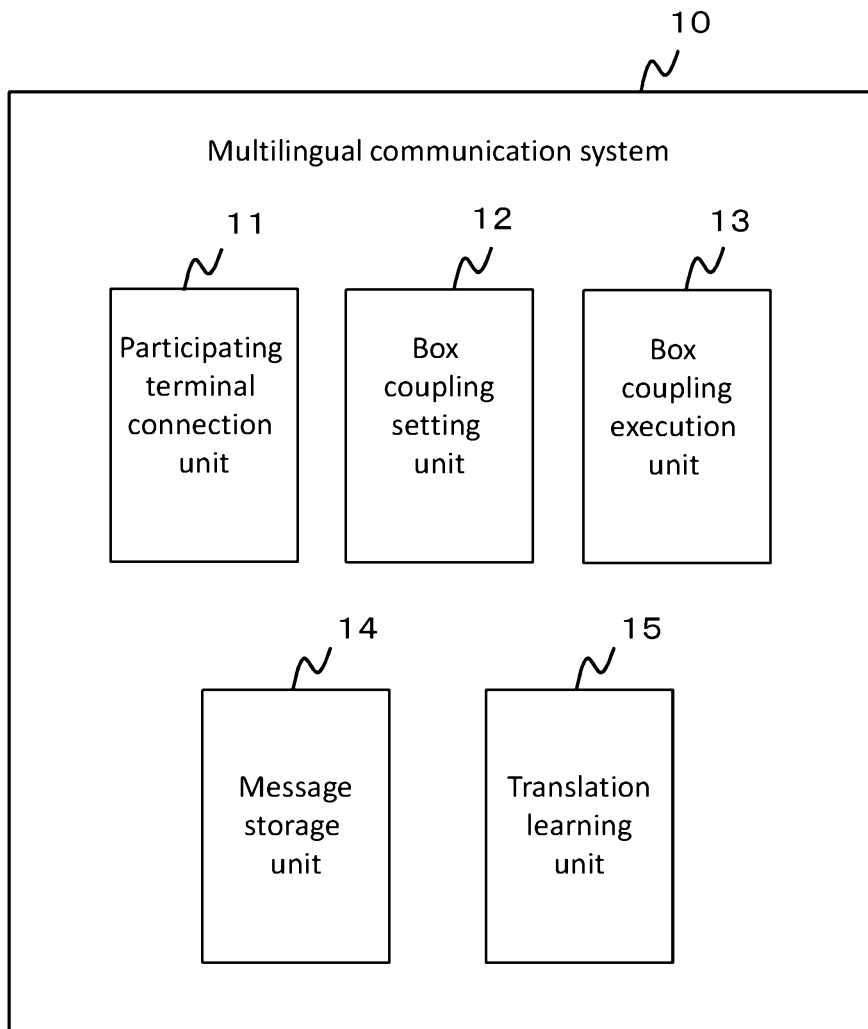 10
Multilingual communication system
11
12
13
Participating
terminal
connection
unit
Box
coupling
setting
unit
Box
coupling
execution
unit
14
15
Message
storage
unit
Translation
learning
unit